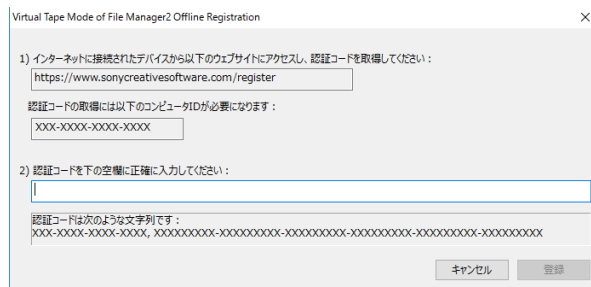 Virtual Tape Mode of File Manager2 Offline Registration
1) インターネットに接続されたデバイスから以下のウェブサイトにアクセスし、認証コードを取得してください：
https://www.sonycreativesoftware.com/register
認証コードの取得には以下のコンピュータIDが必要になります：
XXX-XXXX-XXXX-XXXX
2) 認証コードを下の空欄に正確に入力してください：
認証コードは次のような文字列です：
XXX-XXXX-XXXX-XXXX, XXXXXXXXX-XXXXXXXXX-XXXXXXXXX-XXXXXXXXX-XXXXXXXXX-XXXXXXXXX
キャンセル
登録